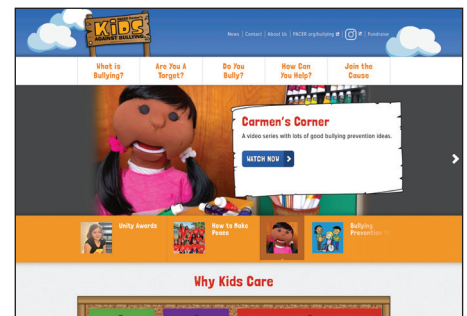 PACER Center's
KiDS
AGAINST BULLYING
News | Contact | About Us | PACER.org/bullying | | Fundraise
What is Bullying?
Are You A Target?
Do You Bully?
How Can You Help?
Join the Cause
Carmen's Corner
A video series with lots of good bullying prevention ideas.
WATCH NOW >
Unity Awards
How to Make Peace
Bullying
Prevention
Why Kids Care